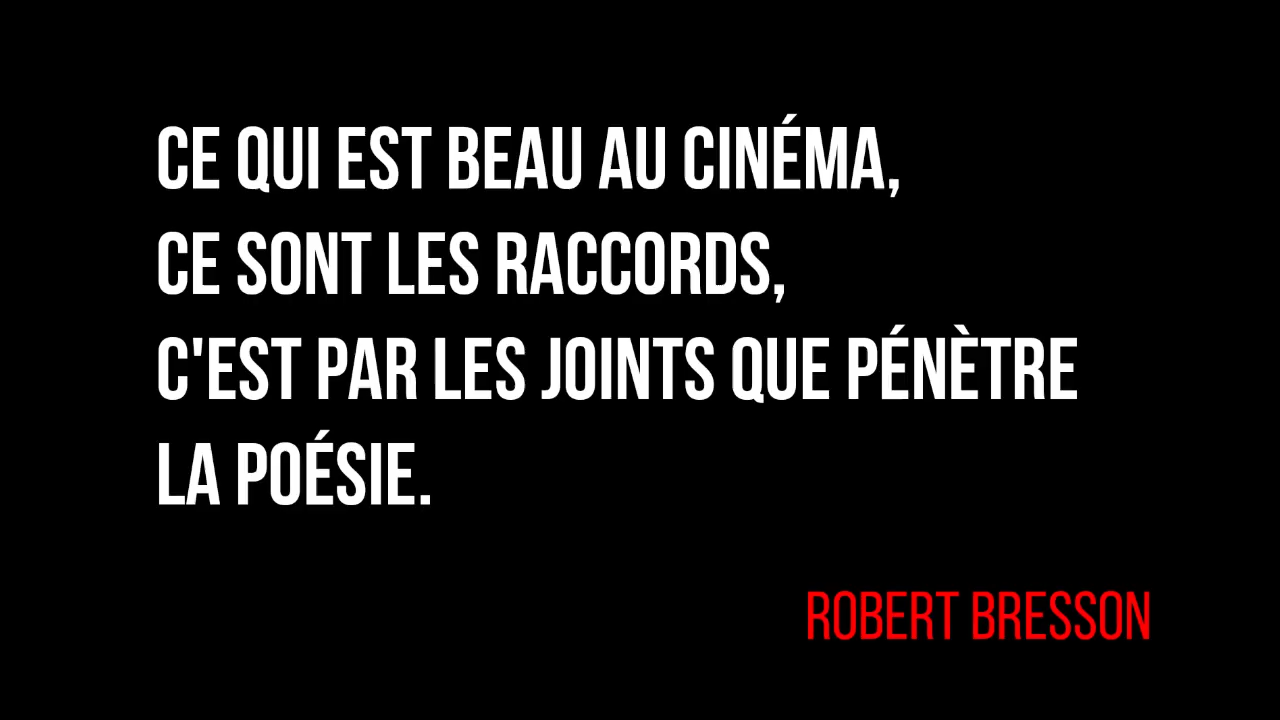 CE QUI EST BEAU AU CINÉMA,
CE SONT LES RACCORDS,
C'EST PAR LES JOINTS QUE PÉNÈTRE
LA POÉSIE.
ROBERT BRESSON